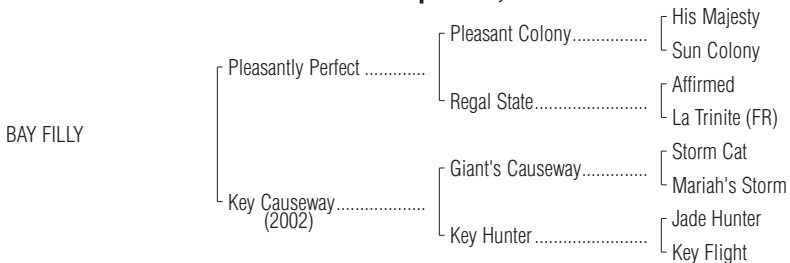 His Majesty
Pleasant Colony................
Sun Colony
Pleasantly Perfect .............
Affirmed
Regal State........................
La Trinite (FR)
BAY FILLY
Storm Cat
Giant's Causeway..............
Mariah's Storm
Key Causeway...................
(2002)
Jade Hunter
Key Hunter........................
Key Flight